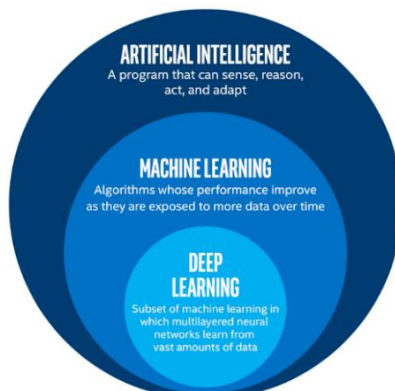 ARTIFICIAL INTELLIGENCE
A program that can sense, reason,
act, and adapt
MACHINE LEARNING
Algorithms whose performance improve
as they are exposed to more data over time
DEEP
LEARNING
Subset of machine learning in
which multilayered neural
networks learn from
vast amounts of data